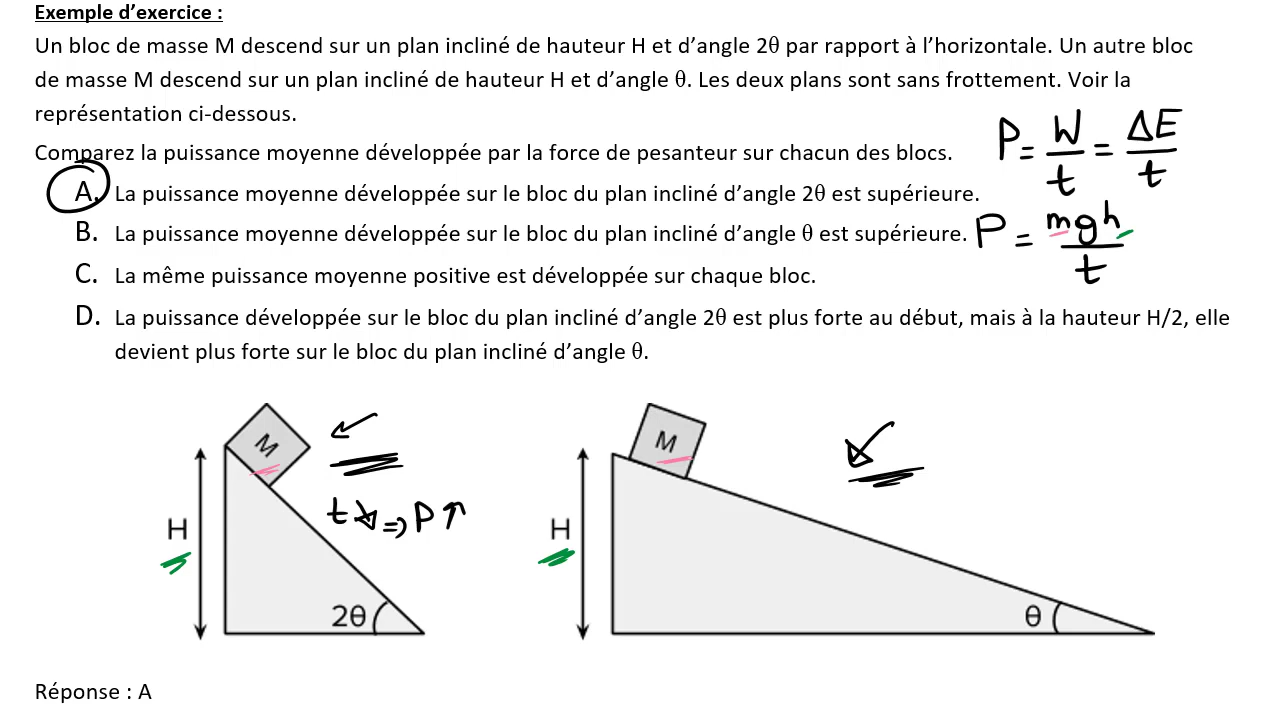 Exemple d’exercice :
Un bloc de masse M descend sur un plan incliné de hauteur H et d’angle 2θ par rapport à l’horizontale. Un autre bloc
de masse M descend sur un plan incliné de hauteur H et d’angle θ. Les deux plans sont sans frottement. Voir la
représentation ci-dessous.
Comparez la puissance moyenne développée par la force de pesanteur sur chacun des blocs.
P = W/t = ΔE/t
A. La puissance moyenne développée sur le bloc du plan incliné d’angle 2θ est supérieure.
B. La puissance moyenne développée sur le bloc du plan incliné d’angle θ est supérieure.
P = mgh/t
C. La même puissance moyenne positive est développée sur chaque bloc.
D. La puissance développée sur le bloc du plan incliné d’angle 2θ est plus forte au début, mais à la hauteur H/2, elle
devient plus forte sur le bloc du plan incliné d’angle θ.
M
M
t↘ => P↑
H
H
2θ
θ
Réponse : A